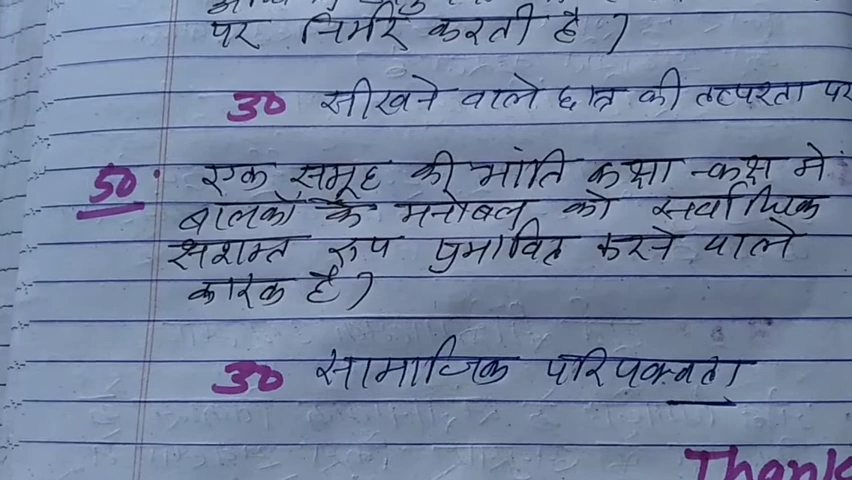 पर निर्भर करती है ?
उ० सीखने वाले छात्र की तत्परता पर
50. एक समूह की भांति कक्षा-कक्ष में
बालकों के मनोबल को सर्वाधिक
सशक्त रूप प्रभावित करने वाले
कारक है ?
उ० सामाजिक परिपक्वता
Thank